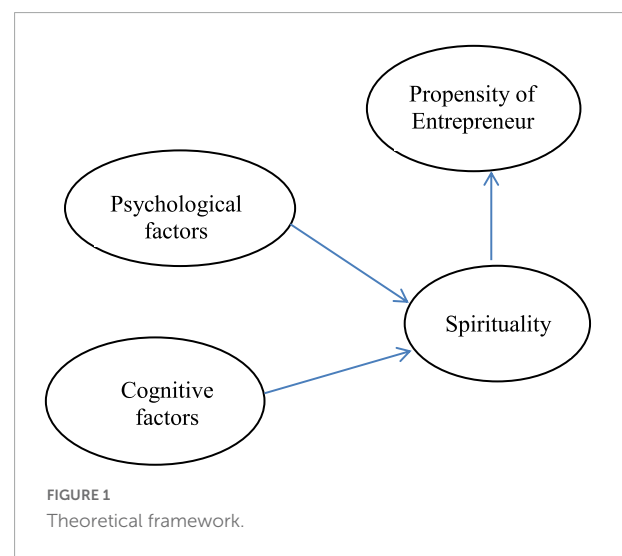 Propensity of
Entrepreneur
Psychological
factors
Spirituality
Cognitive
factors
FIGURE 1
Theoretical framework.